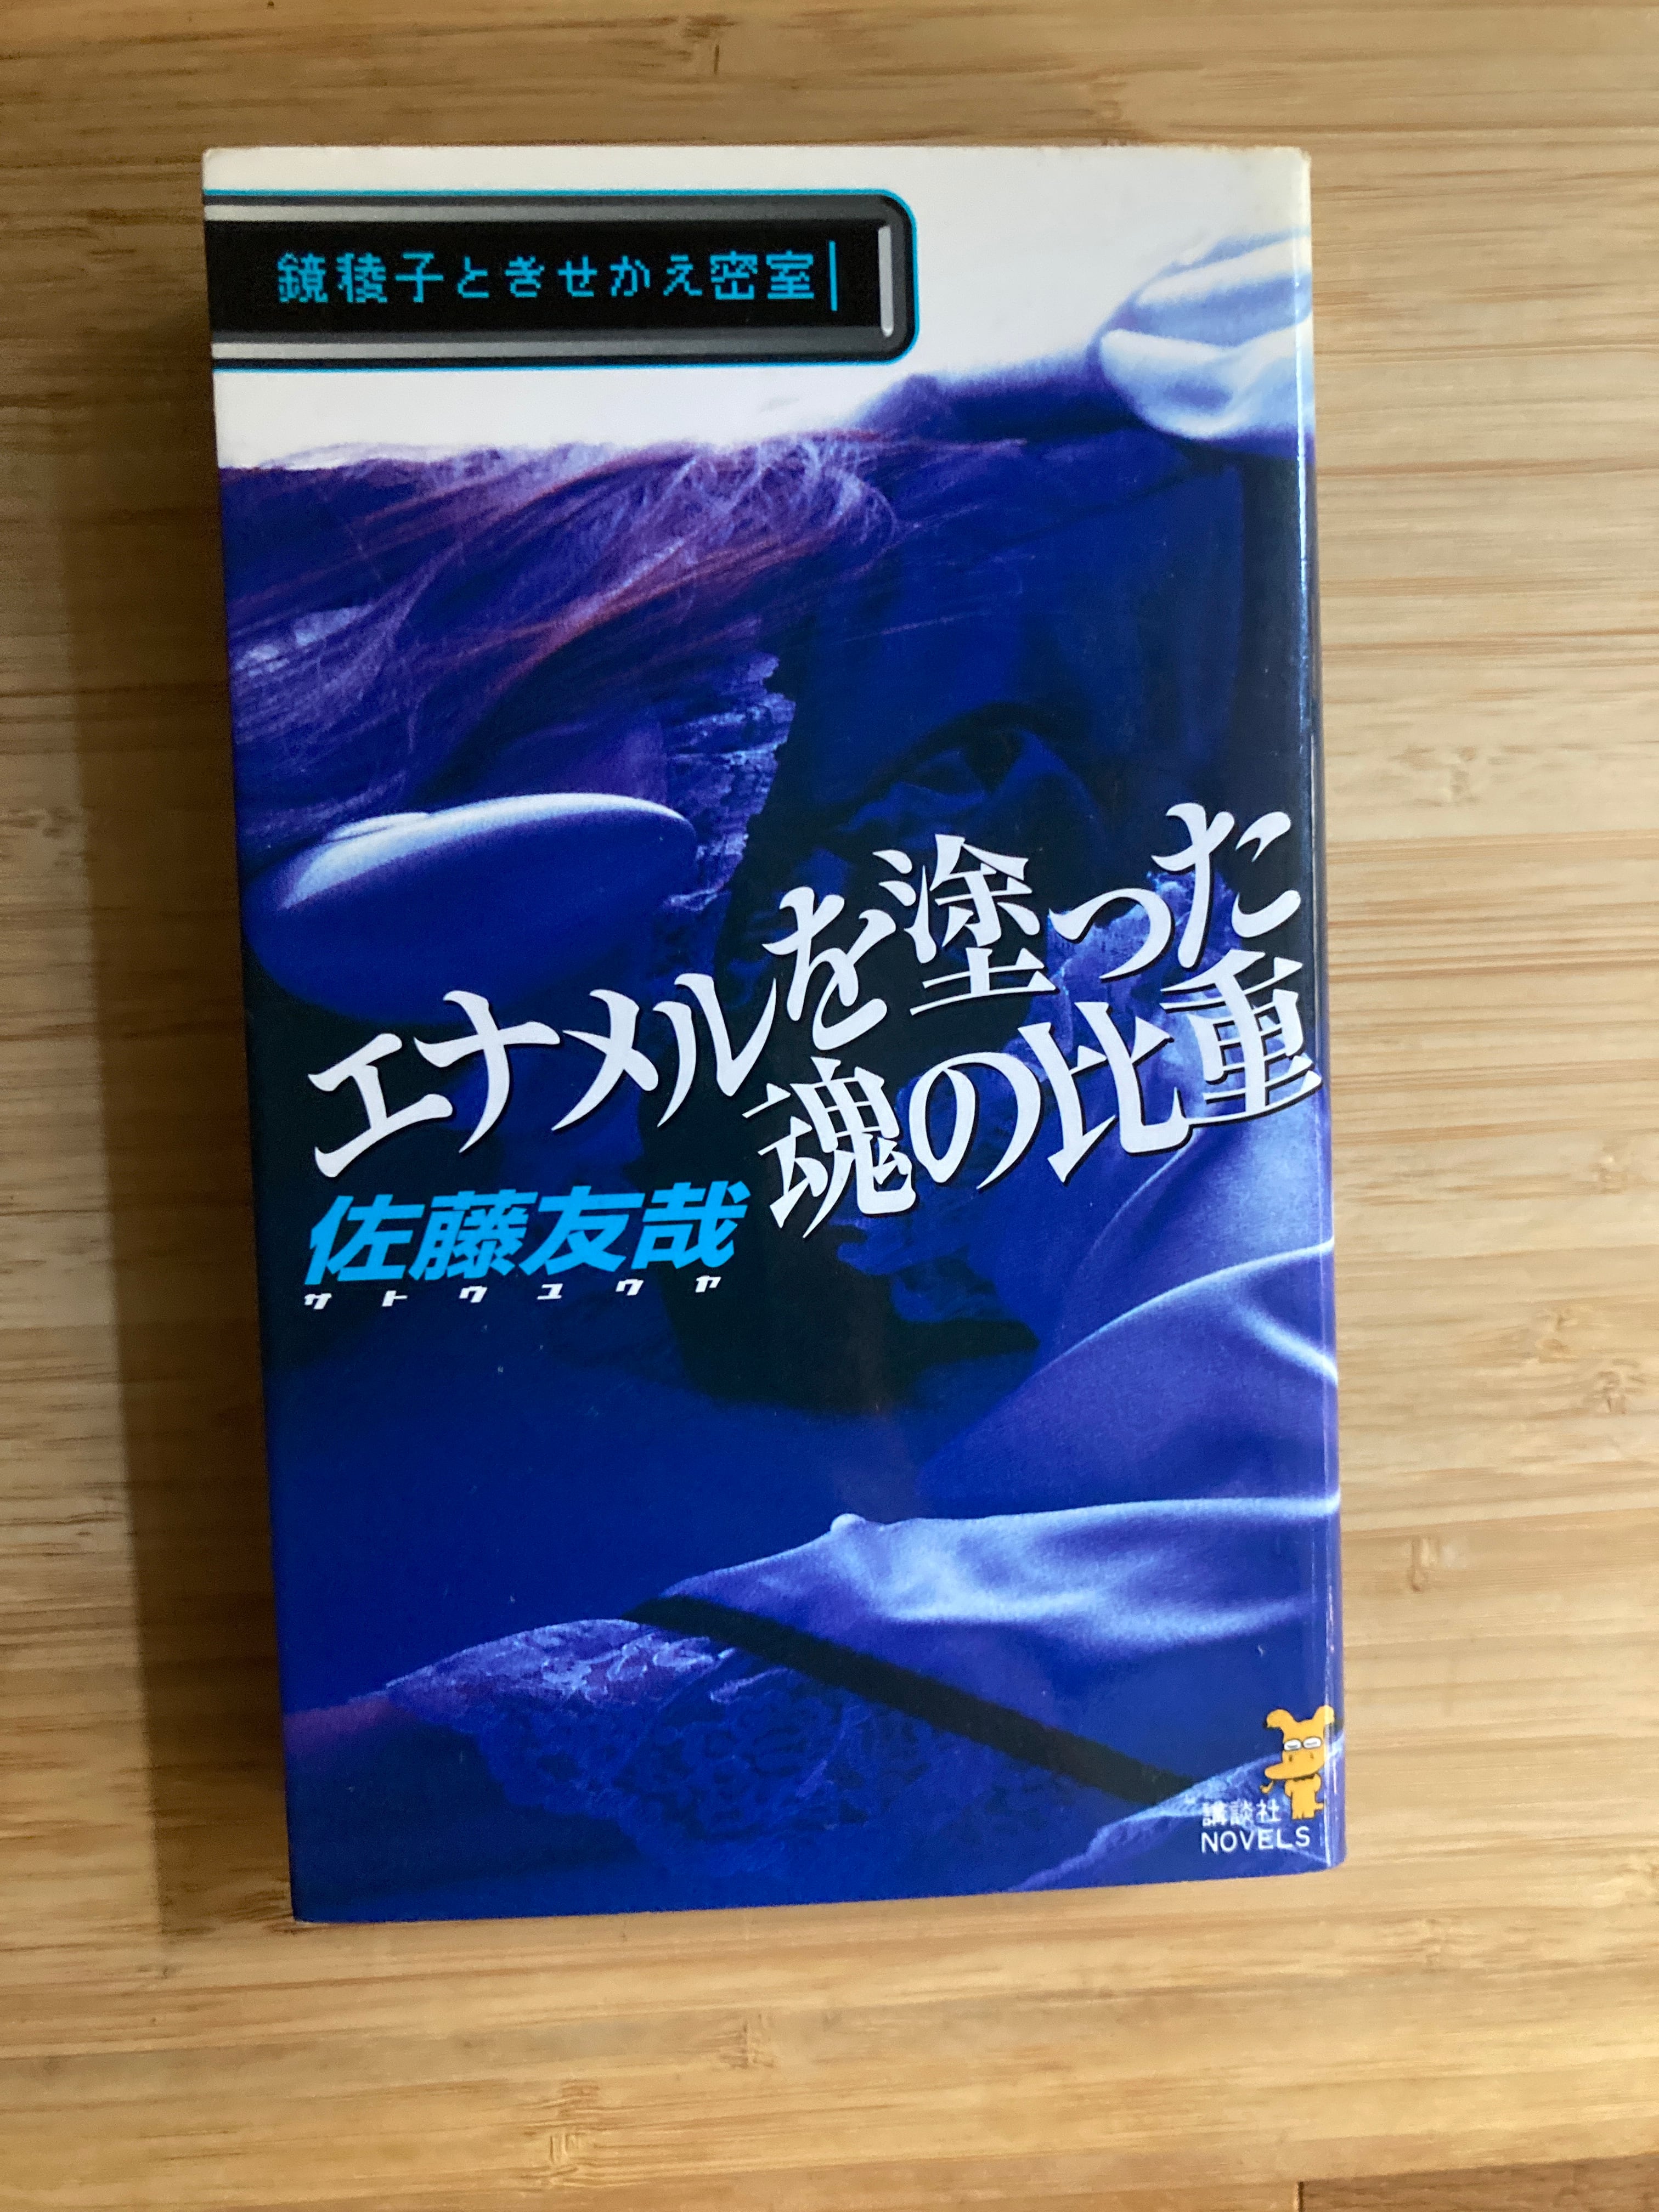 鏡稜子ときせかえ密室
エナメルを塗った
魂の比重
佐藤友哉
サトウユウヤ
講談社
NOVELS